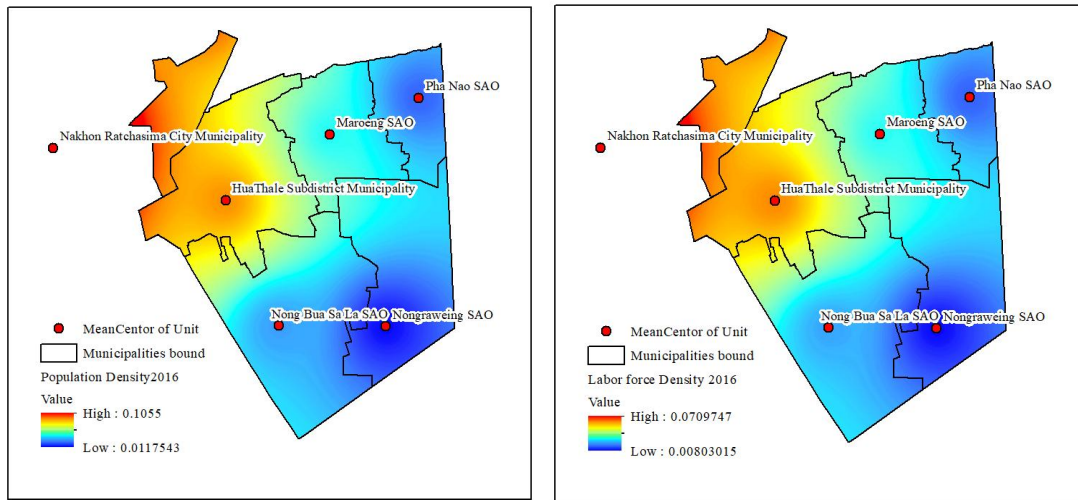 Pha Nao SAO
Maroeng SAO
Nakhon Ratchasima City Municipality
HuaThale Subdistrict Municipality
Nong Bua Sa La SAO
Nongraweing SAO
MeanCentor of Unit
Municipalities bound
Population Density2016
Value
High : 0.1055
Low : 0.0117543
Pha Nao SAO
Maroeng SAO
Nakhon Ratchasima City Municipality
HuaThale Subdistrict Municipality
Nong Bua Sa La SAO
Nongraweing SAO
MeanCentor of Unit
Municipalities bound
Labor force Density 2016
Value
High : 0.0709747
Low : 0.00803015